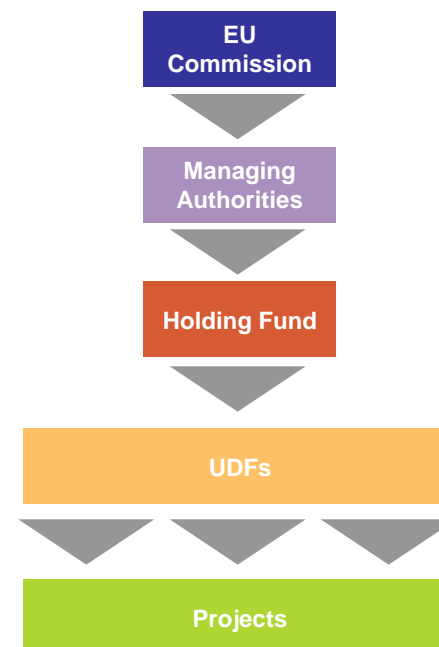 EU
Commission
Managing
Authorities
Holding Fund
UDFs
Projects